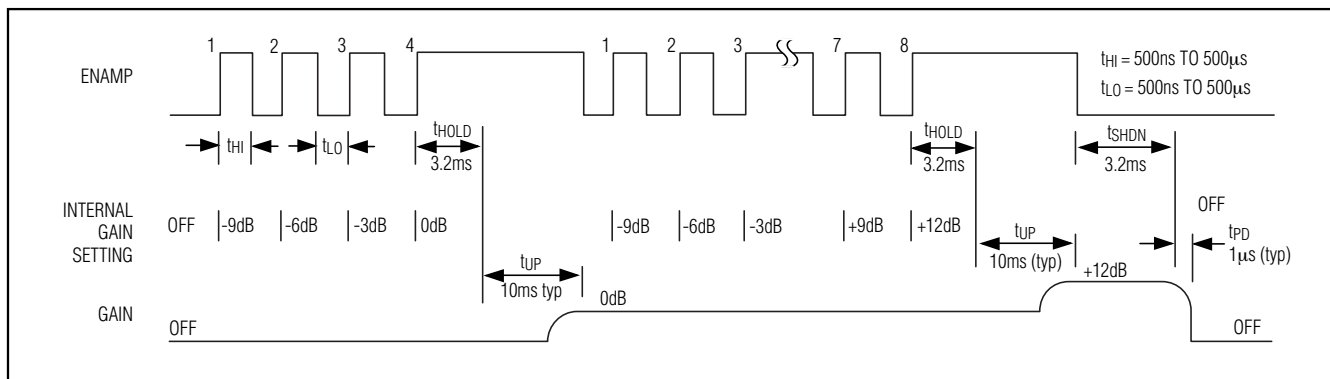 1 2 3 4 1 2 3 7 8
ENAMP
tHI = 500ns TO 500μs
tLO = 500ns TO 500μs
tHI tLO tHOLD 3.2ms tHOLD 3.2ms tSHDN 3.2ms
INTERNAL GAIN SETTING
OFF -9dB -6dB -3dB 0dB -9dB -6dB -3dB +9dB +12dB OFF
tUP 10ms typ
tUP 10ms (typ)
tPD 1μs (typ)
GAIN
OFF 0dB +12dB OFF